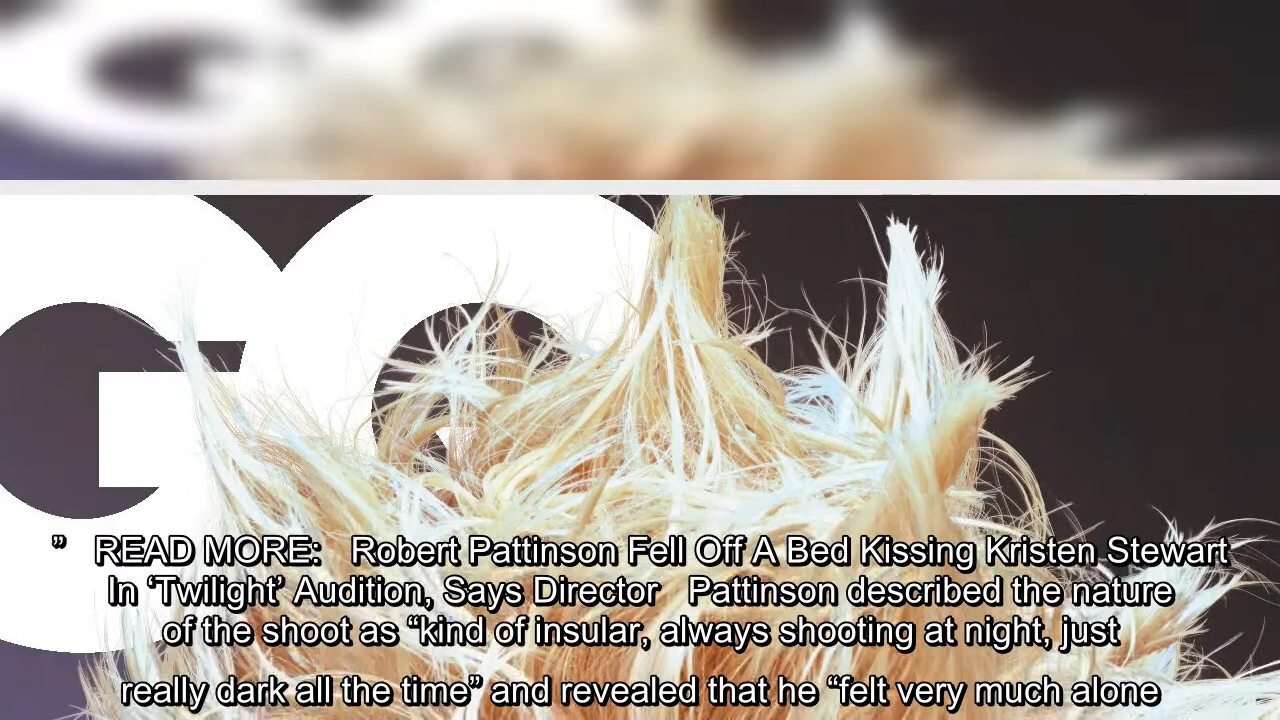 GQ
” READ MORE: Robert Pattinson Fell Off A Bed Kissing Kristen Stewart
In ‘Twilight’ Audition, Says Director Pattinson described the nature
of the shoot as “kind of insular, always shooting at night, just
really dark all the time” and revealed that he “felt very much alone